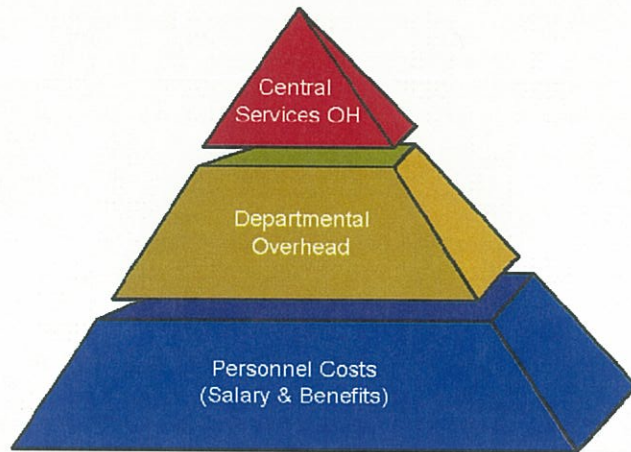 Central
Services OH
Departmental
Overhead
Personnel Costs
(Salary & Benefits)